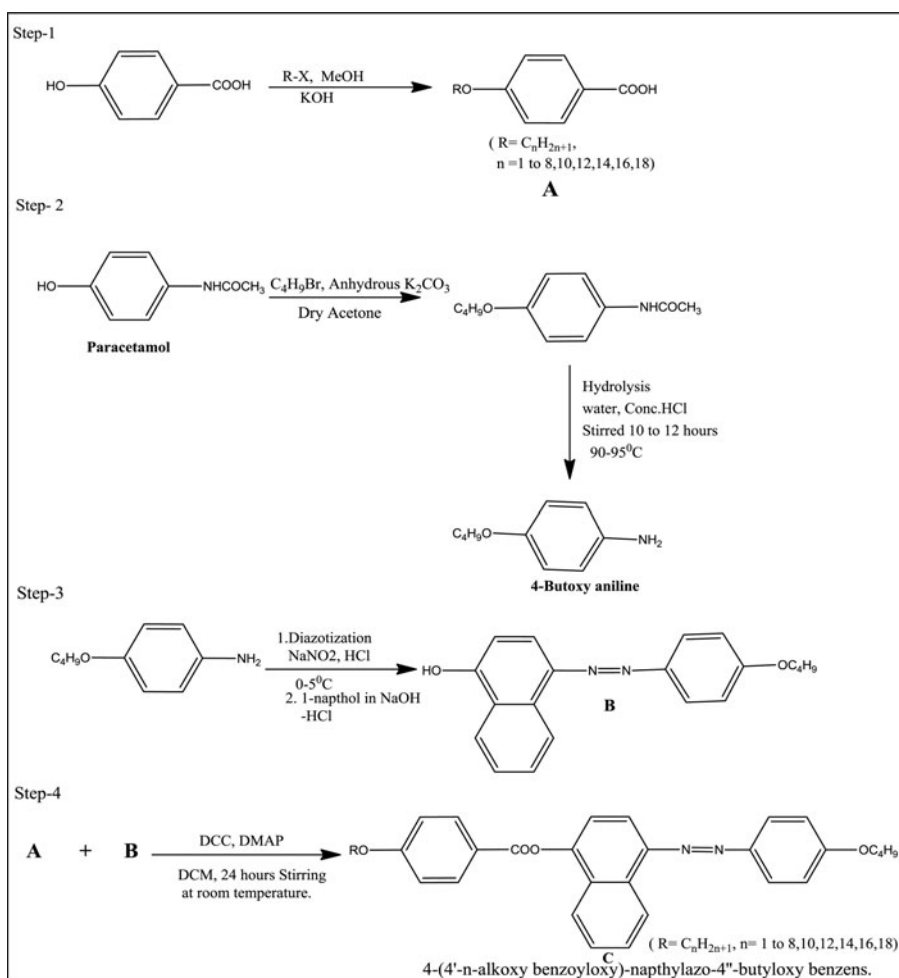 Step-1
HO
COOH
R-X, MeOH
KOH
RO
COOH
( R= CnH2n+1,
n =1 to 8,10,12,14,16,18)
A
Step- 2
HO
NHCOCH3
C4H9Br, Anhydrous K2CO3
Dry Acetone
C4H9O
NHCOCH3
Paracetamol
Hydrolysis
water, Conc.HCl
Stirred 10 to 12 hours
90-95⁰C
C4H9O
NH2
4-Butoxy aniline
Step-3
C4H9O
NH2
1.Diazotization
NaNO2, HCl
0-5⁰C
2. 1-napthol in NaOH
-HCl
HO
N=N
OC4H9
B
Step-4
A + B
DCC, DMAP
DCM, 24 hours Stirring
at room temperature.
RO
COO
N=N
OC4H9
( R= CnH2n+1, n= 1 to 8,10,12,14,16,18)
C
4-(4'-n-alkoxy benzoyloxy)-napthylazo-4"-butyloxy benzens.